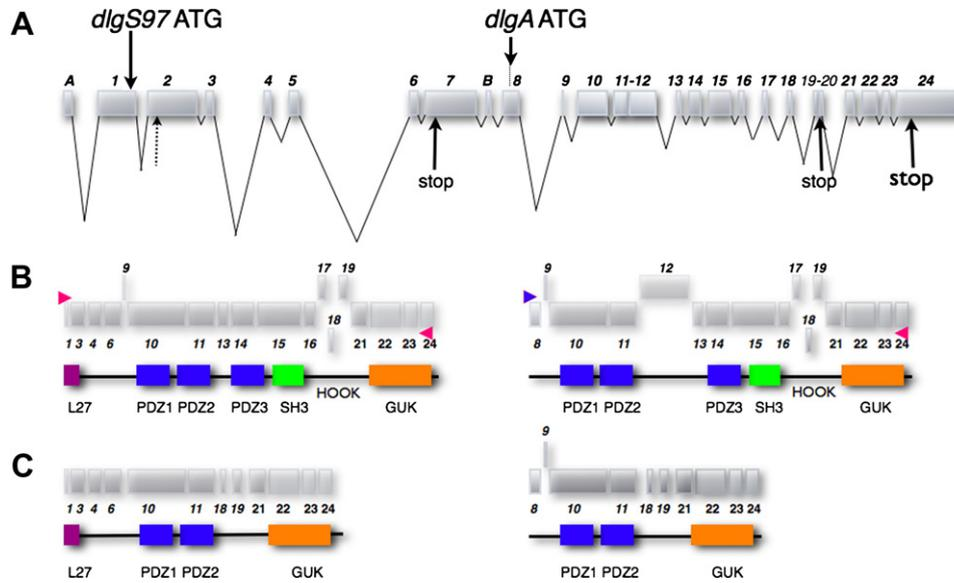 A
dlgS97 ATG dlgA ATG
A 1 2 3 4 5 6 7 B 8 9 10 11-12 13 14 15 16 17 18 19-20 21 22 23 24
stop stop stop
B
9 17 19 9 12 17 19
18 18
1 3 4 6 10 11 13 14 15 16 21 22 23 24 8 10 11 13 14 15 16 21 22 23 24
HOOK HOOK
L27 PDZ1 PDZ2 PDZ3 SH3 GUK PDZ1 PDZ2 PDZ3 SH3 GUK
C
9
1 3 4 6 10 11 18 19 21 22 23 24 8 10 11 18 19 21 22 23 24
L27 PDZ1 PDZ2 GUK PDZ1 PDZ2 GUK